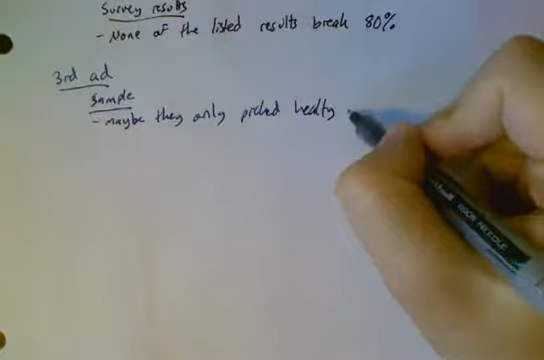 Survey results
- None of the listed results break 80%
3rd ad
Sample
- maybe they only picked healty